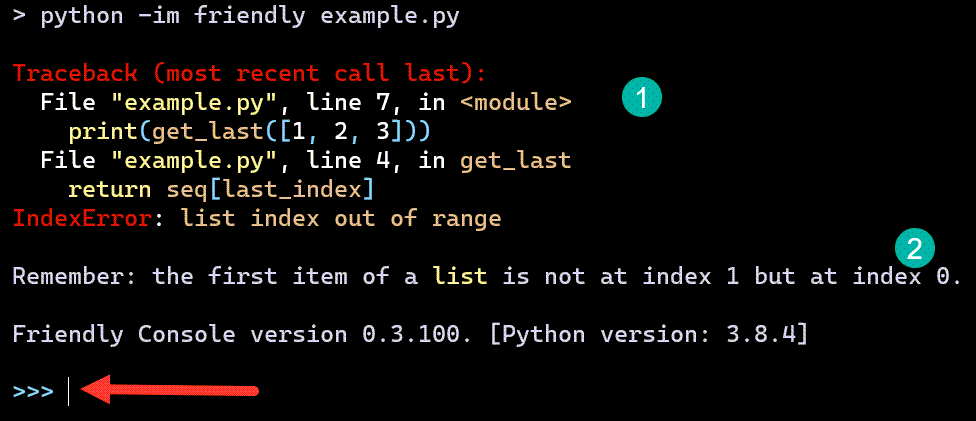 > python -im friendly example.py
Traceback (most recent call last):
  File "example.py", line 7, in <module>
1
    print(get_last([1, 2, 3]))
  File "example.py", line 4, in get_last
    return seq[last_index]
IndexError: list index out of range
2
Remember: the first item of a list is not at index 1 but at index 0.
Friendly Console version 0.3.100. [Python version: 3.8.4]
>>>